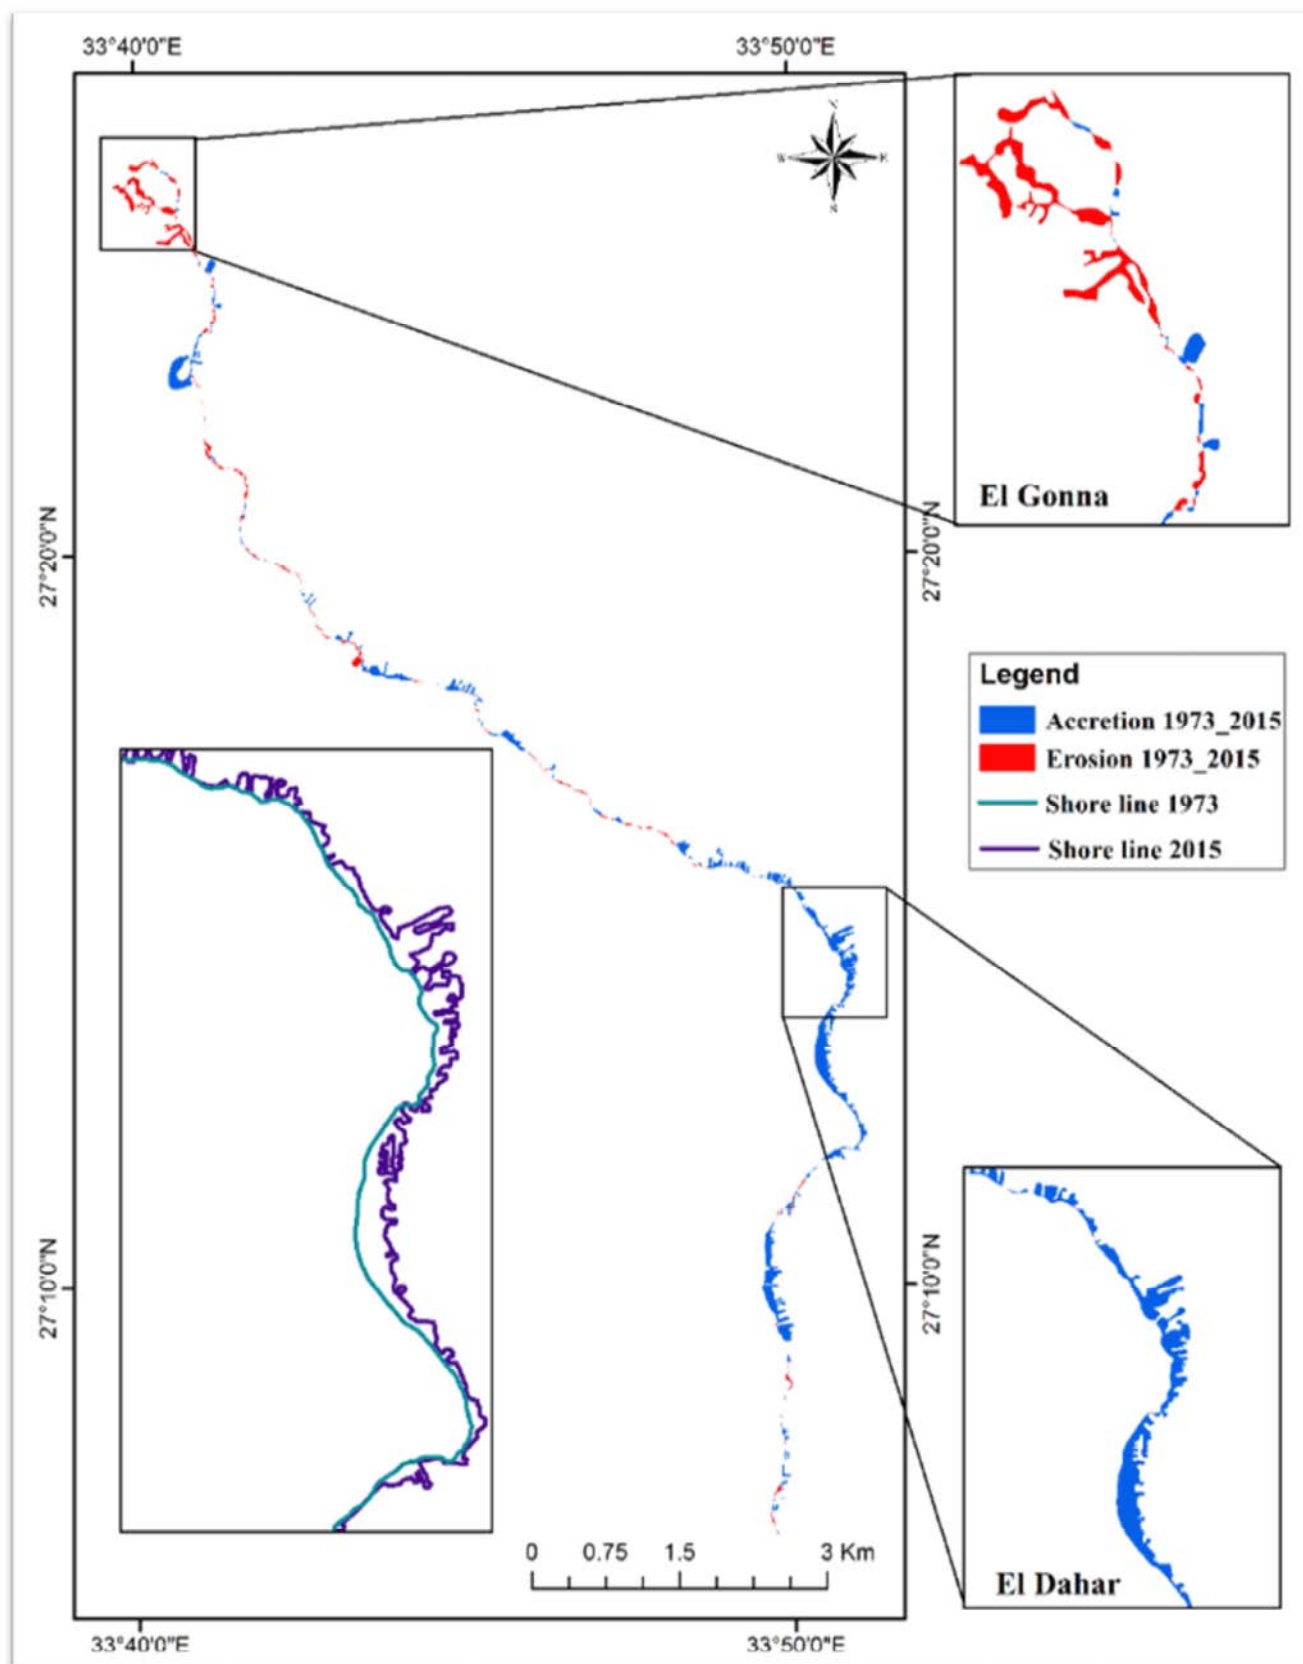 33°40'0"E
33°50'0"E
W
E
El Gonna
27°20'0"N
27°20'0"N
Legend
Accretion 1973_2015
Erosion 1973_2015
Shore line 1973
Shore line 2015
27°10'0"N
27°10'0"N
0 0.75 1.5 3 Km
El Dahar
33°40'0"E
33°50'0"E